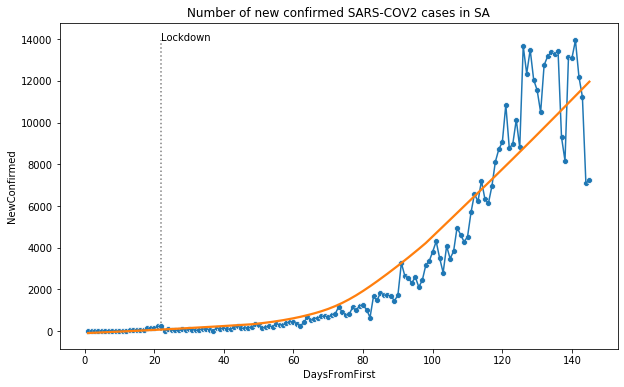 Number of new confirmed SARS-COV2 cases in SA
Lockdown
14000
12000
10000
8000
6000
4000
2000
0
NewConfirmed
0 20 40 60 80 100 120 140
DaysFromFirst